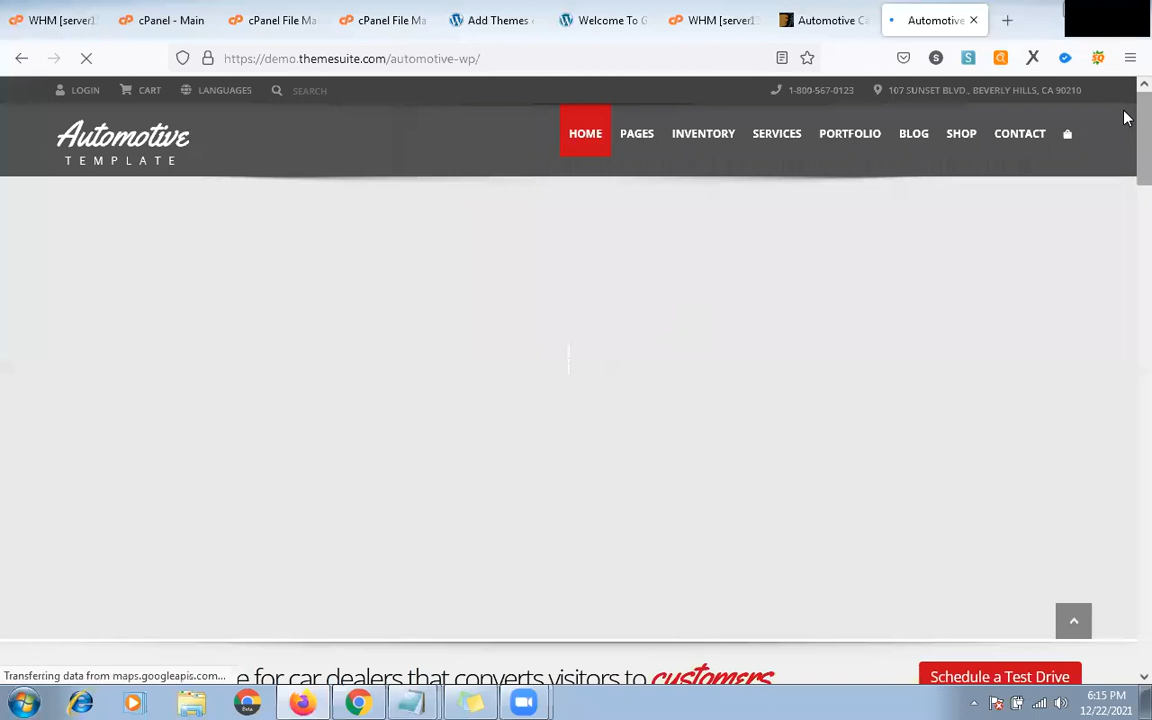 WHM [server1
cPanel - Main
cPanel File Ma
cPanel File Ma
Add Themes
Welcome To G
WHM [server1
Automotive Ca
Automotive
https://demo.themesuite.com/automotive-wp/
LOGIN
CART
LANGUAGES
SEARCH
1-800-567-0123
107 SUNSET BLVD., BEVERLY HILLS, CA 90210
Automotive
TEMPLATE
HOME
PAGES
INVENTORY
SERVICES
PORTFOLIO
BLOG
SHOP
CONTACT
Transferring data from maps.googleapis.com...
e for car dealers that converts visitors to customers
Schedule a Test Drive
6:15 PM
12/22/2021